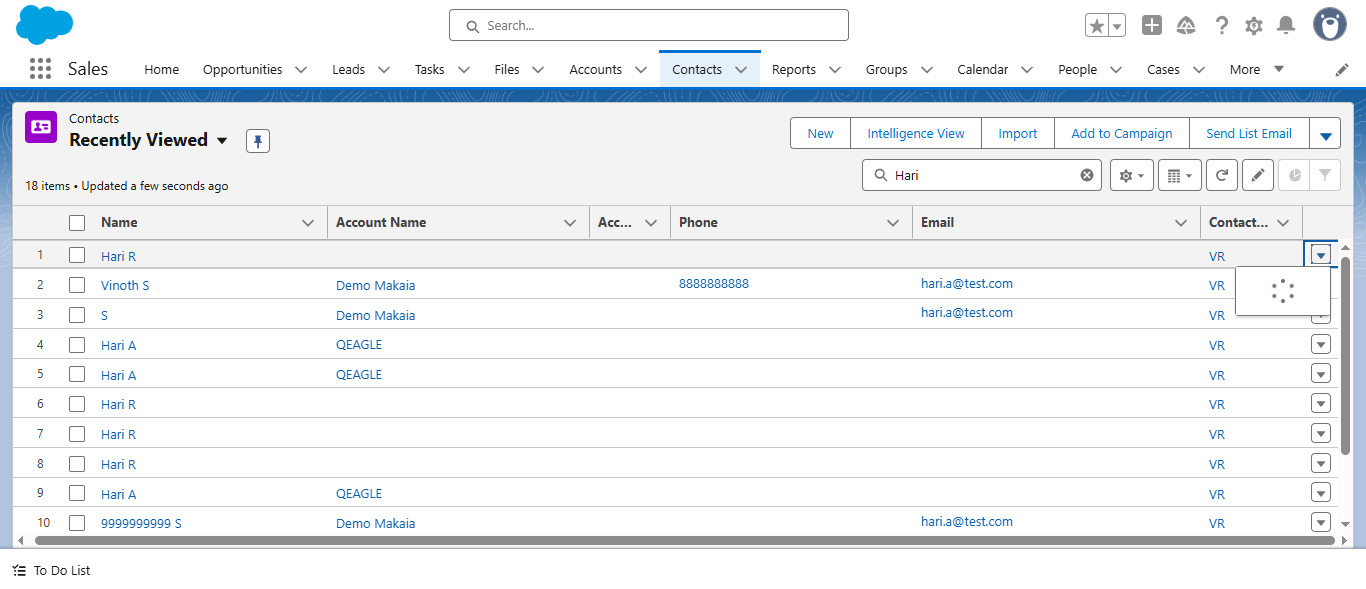 Search...
Sales Home Opportunities Leads Tasks Files Accounts Contacts Reports Groups Calendar People Cases More
Contacts
Recently Viewed
New Intelligence View Import Add to Campaign Send List Email
18 items • Updated a few seconds ago
Hari
Name Account Name Acc... Phone Email Contact...
1 Hari R VR
2 Vinoth S Demo Makaia 8888888888 hari.a@test.com VR
3 S Demo Makaia hari.a@test.com VR
4 Hari A QEAGLE VR
5 Hari A QEAGLE VR
6 Hari R VR
7 Hari R VR
8 Hari R VR
9 Hari A QEAGLE VR
10 9999999999 S Demo Makaia hari.a@test.com VR
To Do List